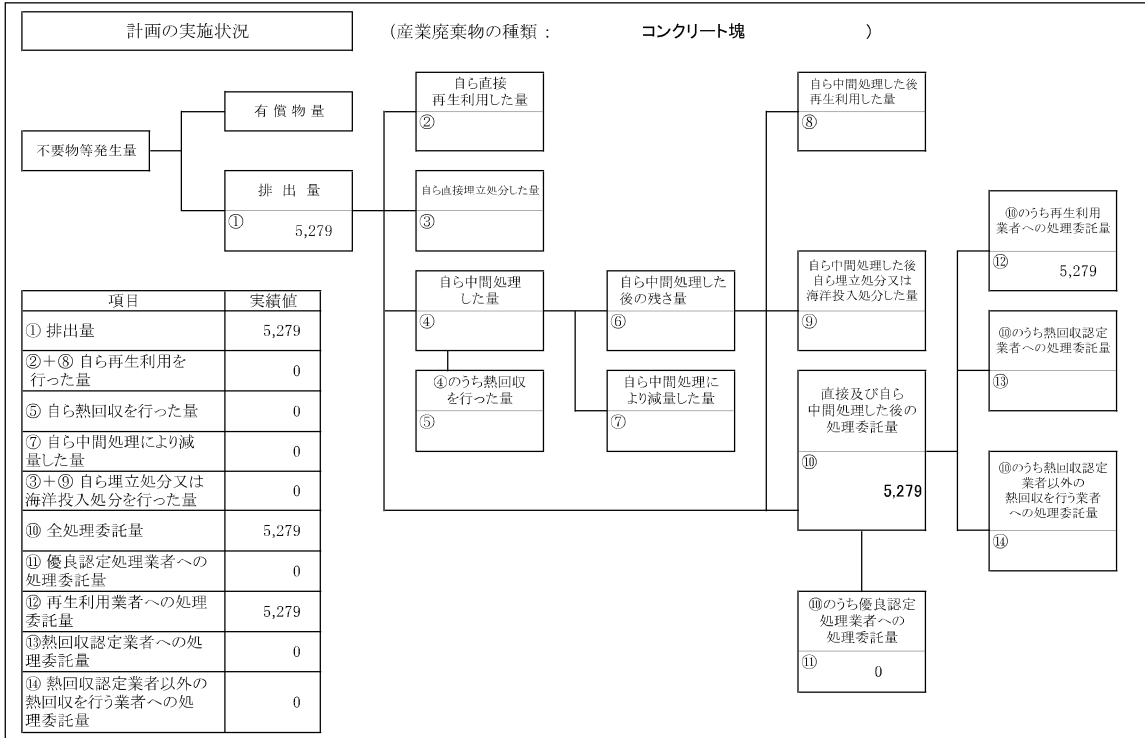 計画の実施状況
(産業廃棄物の種類: コンクリート塊 )
不要物等発生量
有償物量
排出量
① 5,279
自ら直接
再生利用した量
②
自ら直接埋立処分した量
③
自ら中間処理
した量
④
④のうち熱回収
を行った量
⑤
自ら中間処理した
後の残さ量
⑥
自ら中間処理に
より減量した量
⑦
自ら中間処理した後
再生利用した量
⑧
自ら中間処理した後
自ら埋立処分又は
海洋投入処分した量
⑨
直接及び自ら
中間処理した後の
処理委託量
⑩
5,279
⑩のうち優良認定
処理業者への
処理委託量
⑪ 0
⑩のうち再生利用
業者への処理委託量
⑫ 5,279
⑩のうち熱回収認定
業者への処理委託量
⑬
⑩のうち熱回収認定
業者以外の
熱回収を行う業者
への処理委託量
⑭
項目 実績値
① 排出量 5,279
②+⑧ 自ら再生利用を
行った量 0
⑤ 自ら熱回収を行った量 0
⑦ 自ら中間処理により減
量した量 0
③+⑨ 自ら埋立処分又は
海洋投入処分を行った量 0
⑩ 全処理委託量 5,279
⑪ 優良認定処理業者への
処理委託量 0
⑫ 再生利用業者への処理
委託量 5,279
⑬熱回収認定業者への処
理委託量 0
⑭ 熱回収認定業者以外の
熱回収を行う業者への処
理委託量 0